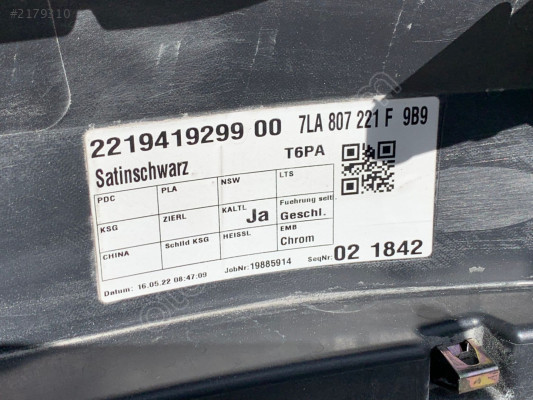 #2179310
2219419299 00 7LA 807 221 F 9B9
Satinschwarz T6PA
PDC PLA NSW LTS
KSG ZIERL KALTL Ja Fuehrung seitl
Geschl.
CHINA Schild KSG HEISSL EMB
Chrom
Datum: 16.05.22 08:47:09 JobNr: 19885914 SeqNr: 02 1842